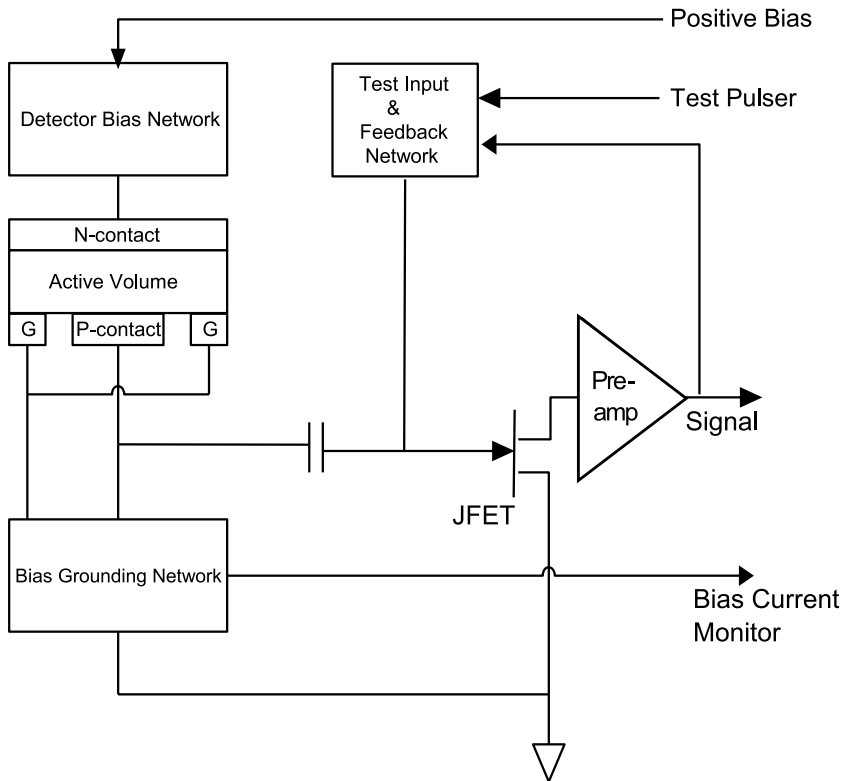 Positive Bias
Detector Bias Network
Test Input
&
Feedback
Network
Test Pulser
N-contact
Active Volume
G
P-contact
G
Pre-
amp
Signal
JFET
Bias Grounding Network
Bias Current
Monitor